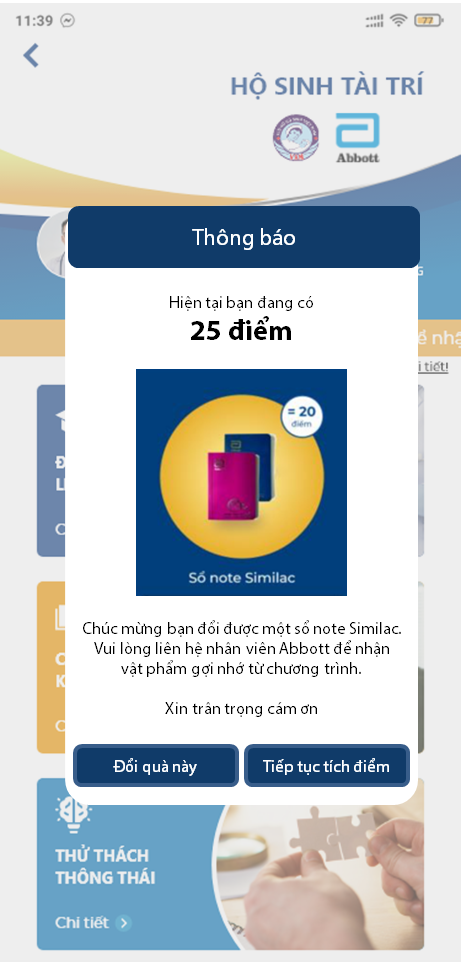 11:39
77
HỘ SINH TÀI TRÍ
VAM
Abbott
Thông báo
Hiện tại bạn đang có
25 điểm
= 20
điểm
Sổ note Similac
Chúc mừng bạn đổi được một sổ note Similac.
Vui lòng liên hệ nhân viên Abbott để nhận
vật phẩm gợi nhớ từ chương trình.
Xin trân trọng cám ơn
Đổi quà này
Tiếp tục tích điểm
THỬ THÁCH
THÔNG THÁI
Chi tiết